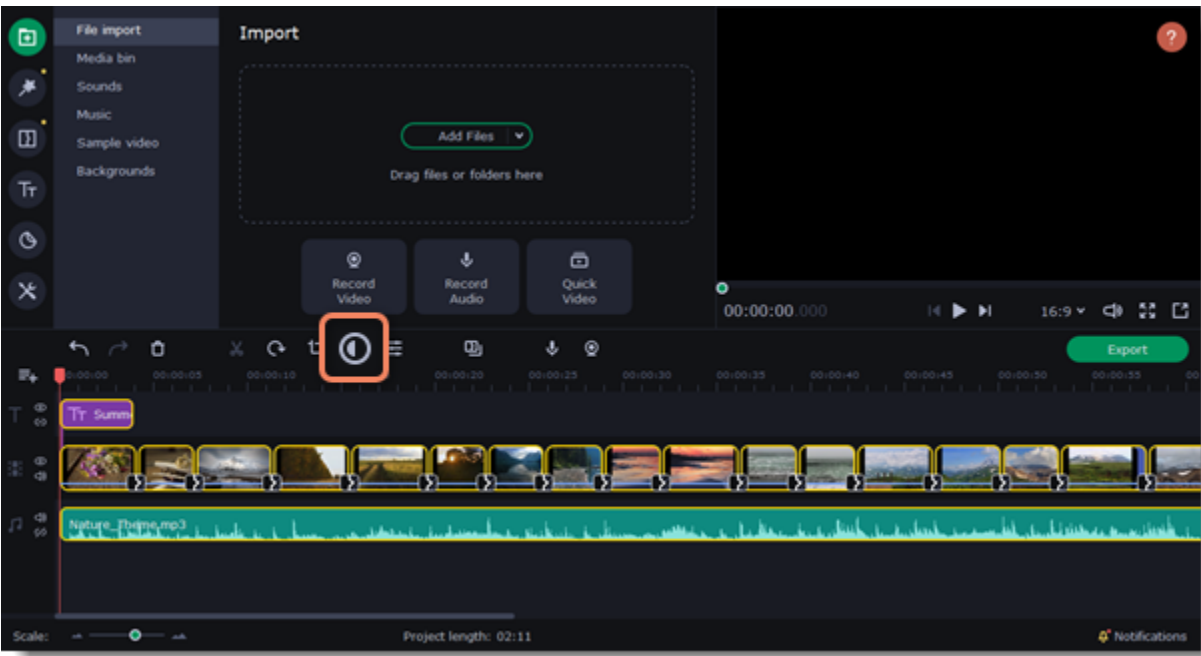 File import
Media bin
Sounds
Music
Sample video
Backgrounds
Import
Add Files
Drag files or folders here
Record
Video
Record
Audio
Quick
Video
?
00:00:00.000
16:9
Export
0:00:00
00:00:05
00:00:10
00:00:20
00:00:25
00:00:30
00:00:35
00:00:40
00:00:45
00:00:50
00:00:55
00
Tт Summ
Nature_Theme.mp3
Scale:
Project length: 02:11
Notifications